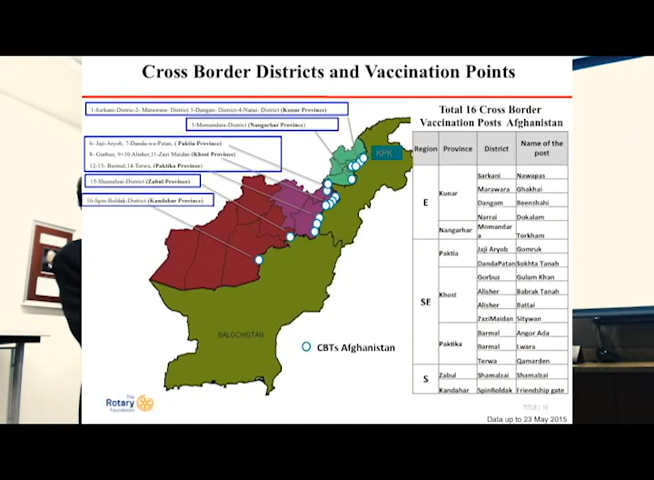 Cross Border Districts and Vaccination Points
1-Sarkani-Distric-2- Marawara- District 3-Dangan- District-4-Narai- District (Kunar Province)
5-Momandara-District (Nangarhar Province)
6- Jaji-Aryob, 7-Danda-wa-Patan, ( Paktia Province)
8- Gurbuz, 9+10-Alisher,11-Zazi Maidan (Khost Province)
12-13- Bermal,14-Terwa, (Paktika Province)
15-Shamalzai-District (Zabul Province)
16-Spin-Boldak-District (Kandahar Province)
KPK
BALOCHISTAN
CBTs Afghanistan
Total 16 Cross Border
Vaccination Posts Afghanistan
Region Province District Name of the post
E Kunar Sarkani Nawapas
Marawara Ghakhai
Dangam Beenshahi
Narrai Dokalam
Nangarhar Momandara Torkham
SE Paktia Jaji Aryob Gomruk
DandaPatan Sokhta Tanah
Khost Gorbuz Gulam Khan
Alisher Babrak Tanah
Alisher Battai
ZaziMaidan Sitywan
Paktika Barmal Angor Ada
Barmal Lwara
Terwa Qamarden
S Zabul Shamalzai Shamalzai
Kandahar SpinBoldak Friendship gate
The
Rotary
Foundation
TITLE | 16
Data up to 23 May 2015